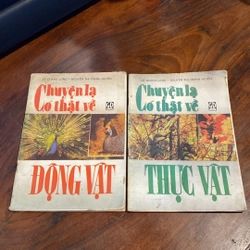 Chuyện lạ
Có thật về
ĐỘNG VẬT
Chuyện lạ
Có thật về
THỰC VẬT